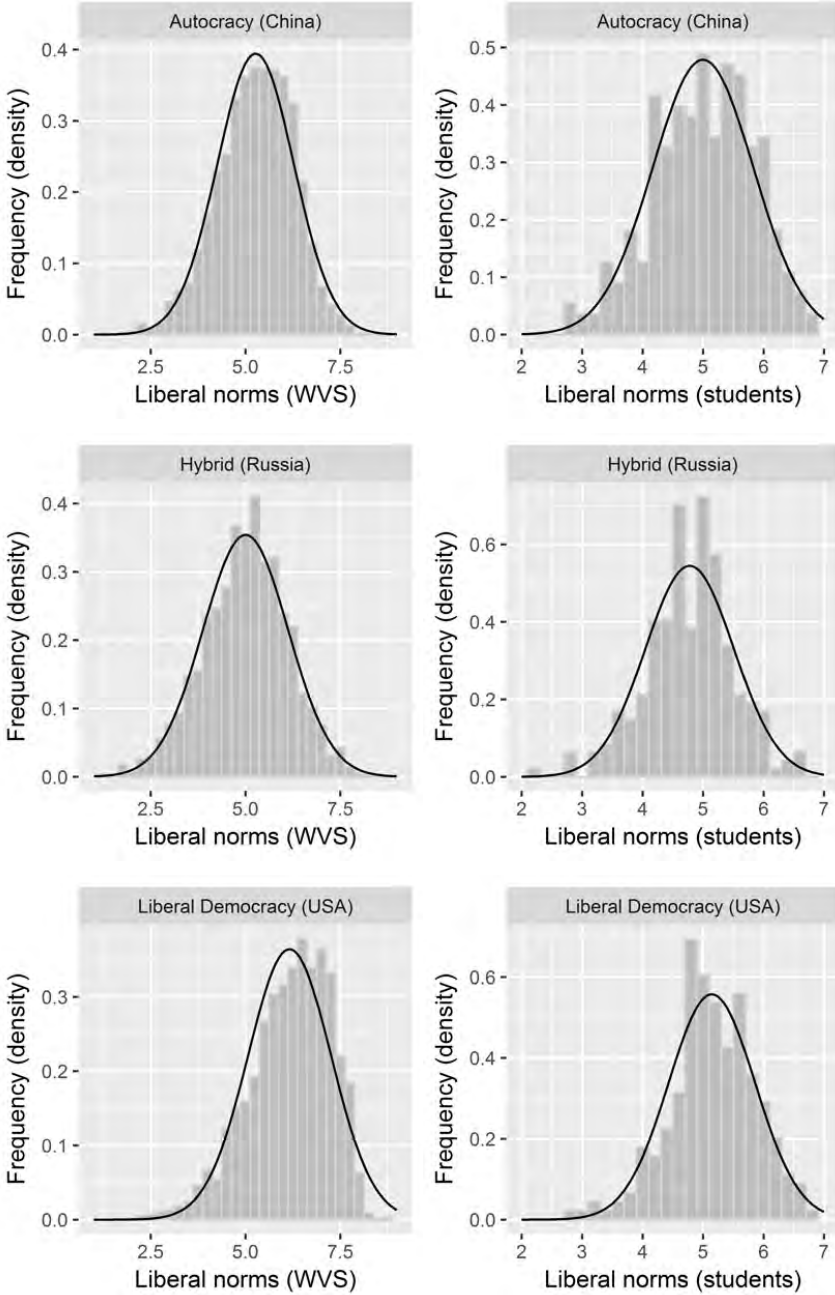 Autocracy (China)
Frequency (density)
0.4
0.3
0.2
0.1
0.0
2.5 5.0 7.5
Liberal norms (WVS)
Autocracy (China)
Frequency (density)
0.5
0.4
0.3
0.2
0.1
0.0
2 3 4 5 6 7
Liberal norms (students)
Hybrid (Russia)
Frequency (density)
0.4
0.3
0.2
0.1
0.0
2.5 5.0 7.5
Liberal norms (WVS)
Hybrid (Russia)
Frequency (density)
0.6
0.4
0.2
0.0
2 3 4 5 6 7
Liberal norms (students)
Liberal Democracy (USA)
Frequency (density)
0.3
0.2
0.1
0.0
2.5 5.0 7.5
Liberal norms (WVS)
Liberal Democracy (USA)
Frequency (density)
0.6
0.4
0.2
0.0
2 3 4 5 6 7
Liberal norms (students)